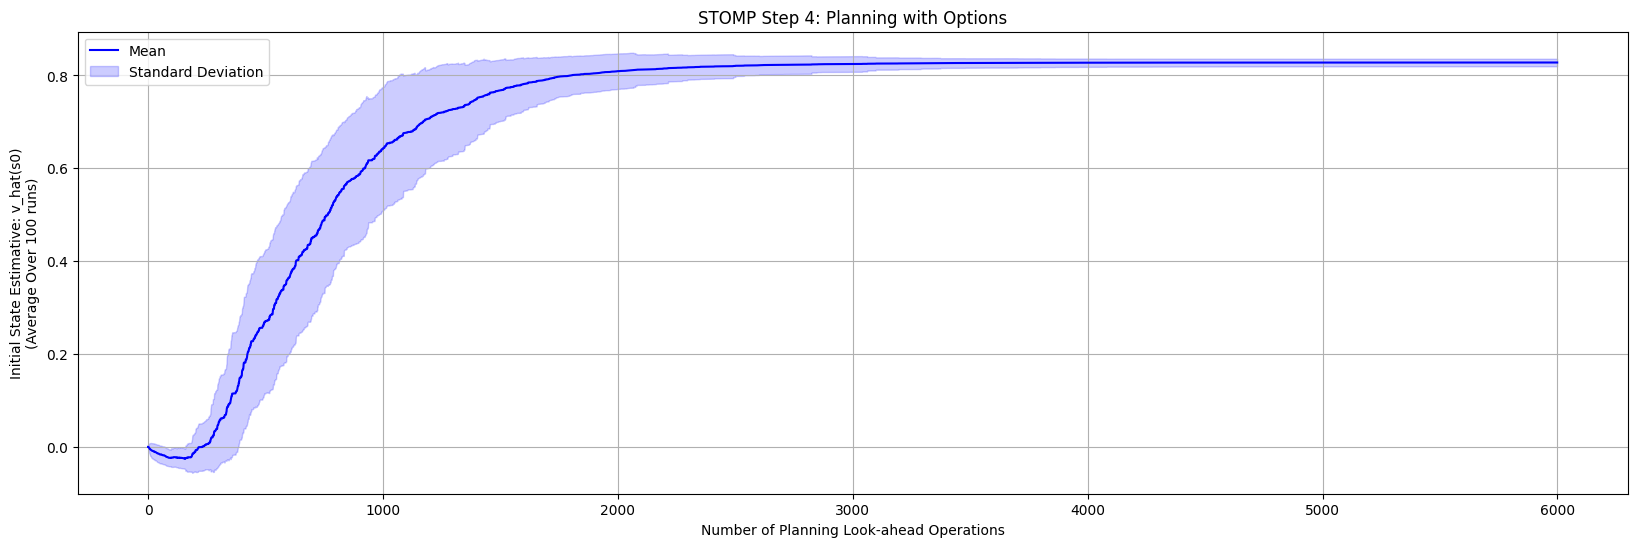 STOMP Step 4: Planning with Options
Mean
Standard Deviation
Initial State Estimative: v_hat(s0)
(Average Over 100 runs)
0.8
0.6
0.4
0.2
0.0
0
1000
2000
3000
4000
5000
6000
Number of Planning Look-ahead Operations